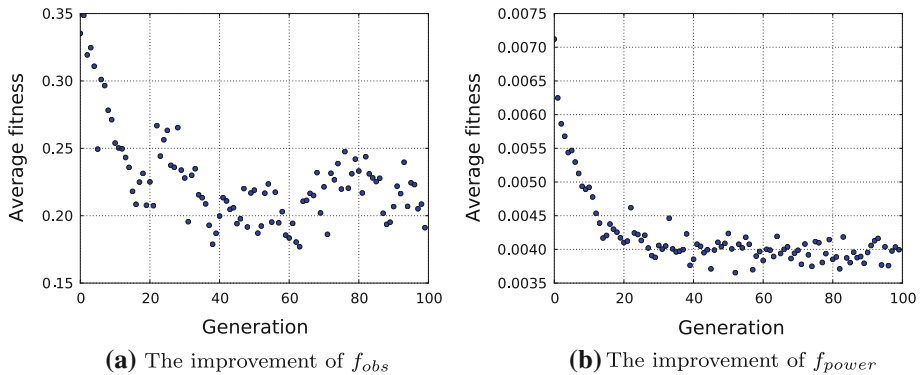 0.35
0.30
0.25
0.20
0.15
Average fitness
0 20 40 60 80 100
Generation
(a) The improvement of f_obs
0.0075
0.0070
0.0065
0.0060
0.0055
0.0050
0.0045
0.0040
0.0035
Average fitness
0 20 40 60 80 100
Generation
(b) The improvement of f_power